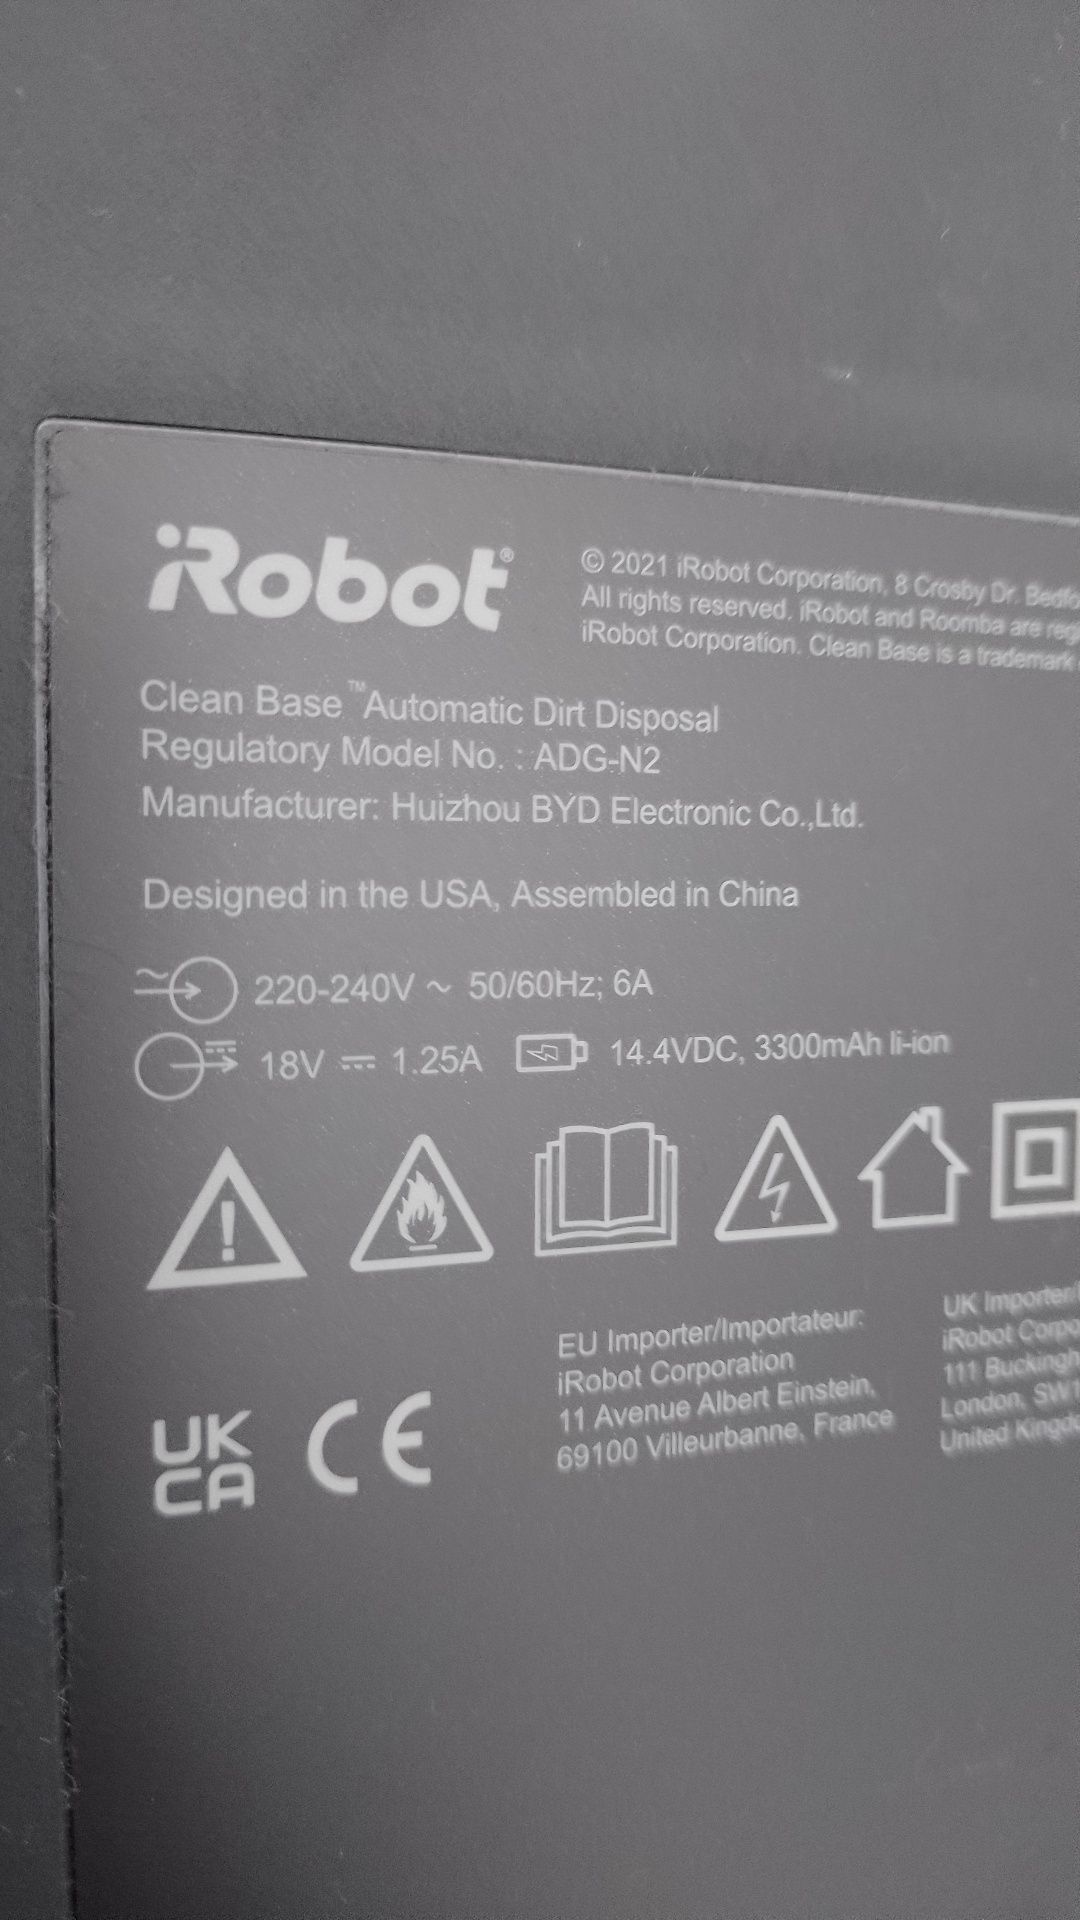 iRobot®
© 2021 iRobot Corporation, 8 Crosby Dr.
All rights reserved. iRobot and Roomba are
iRobot Corporation. Clean Base is a trademark
Clean Base™ Automatic Dirt Disposal
Regulatory Model No. : ADG-N2
Manufacturer: Huizhou BYD Electronic Co.,Ltd.
Designed in the USA, Assembled in China
220-240V ~ 50/60Hz; 6A
18V ⎓ 1.25A 14.4VDC, 3300mAh li-ion
EU Importer/Importateur:
iRobot Corporation
11 Avenue Albert Einstein,
69100 Villeurbanne, France
UK Importer/
iRobot
111
London,
United
UK
CA
CE